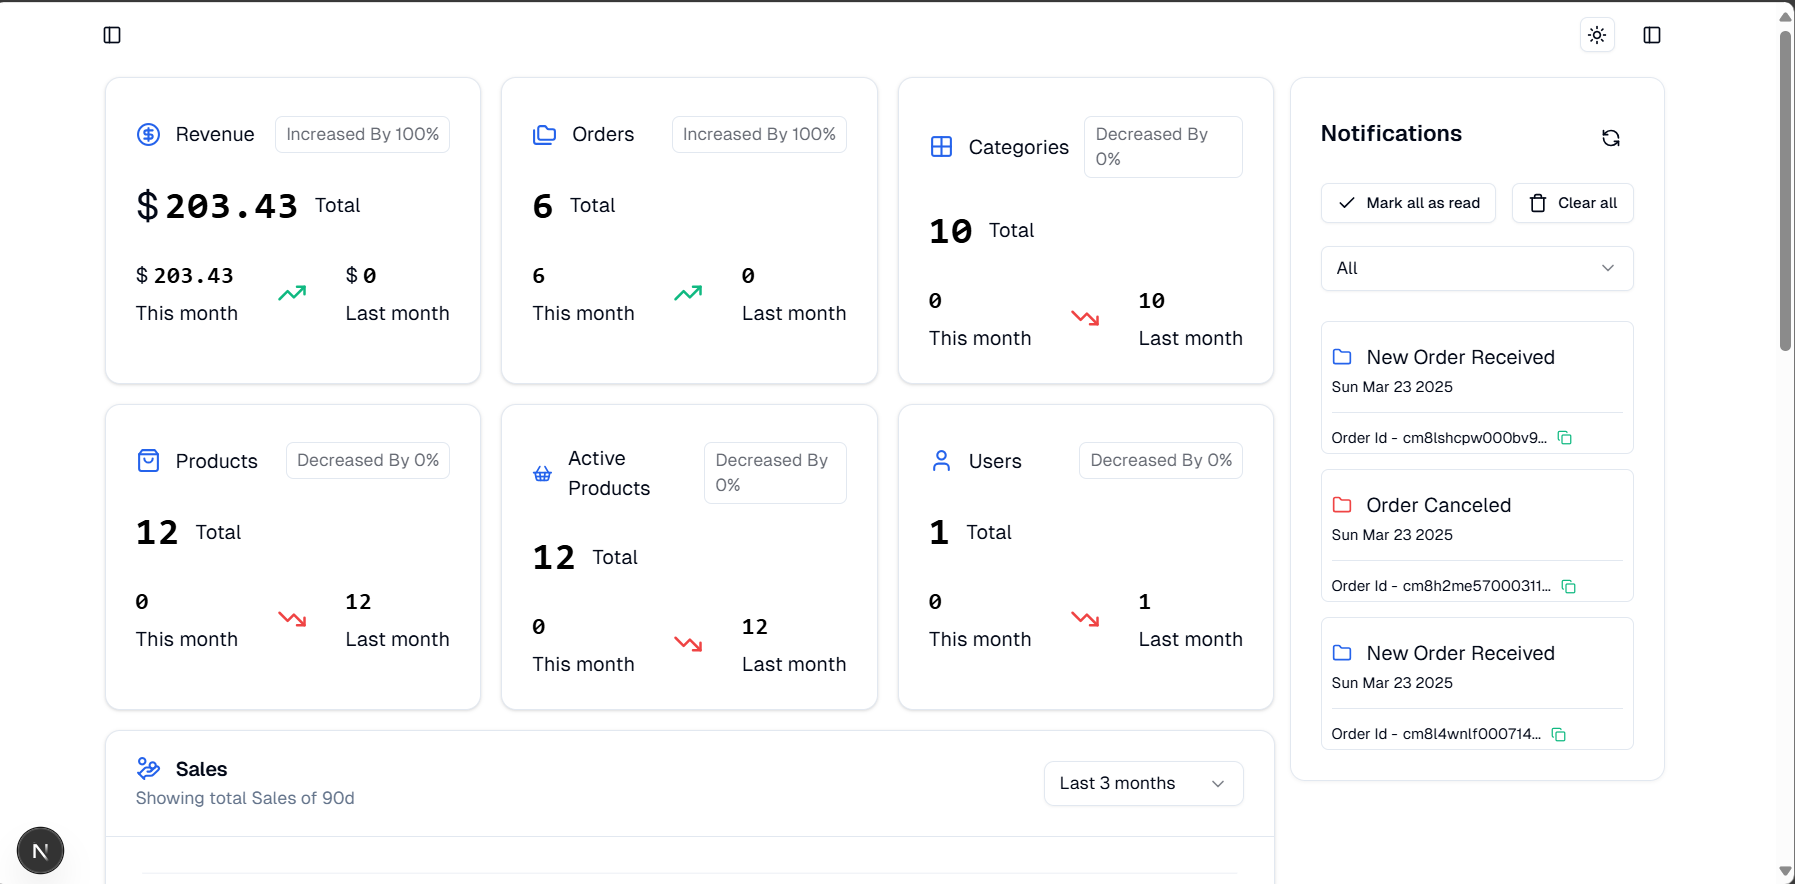 Revenue
Increased By 100%
$203.43 Total
$203.43
This month
$0
Last month
Orders
Increased By 100%
6 Total
6
This month
0
Last month
Categories
Decreased By
0%
10 Total
0
This month
10
Last month
Products
Decreased By 0%
12 Total
0
This month
12
Last month
Active
Products
Decreased By
0%
12 Total
0
This month
12
Last month
Users
Decreased By 0%
1 Total
0
This month
1
Last month
Sales
Showing total Sales of 90d
Last 3 months
Notifications
Mark all as read
Clear all
All
New Order Received
Sun Mar 23 2025
Order Id - cm8lshcpw000bv9...
Order Canceled
Sun Mar 23 2025
Order Id - cm8h2me57000311...
New Order Received
Sun Mar 23 2025
Order Id - cm8l4wnlf000714...
N